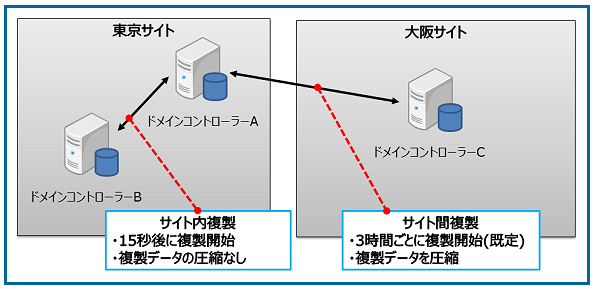 東京サイト
大阪サイト
ドメインコントローラーA
ドメインコントローラーB
ドメインコントローラーC
サイト内複製
・15秒後に複製開始
・複製データの圧縮なし
サイト間複製
・3時間ごとに複製開始(既定)
・複製データを圧縮